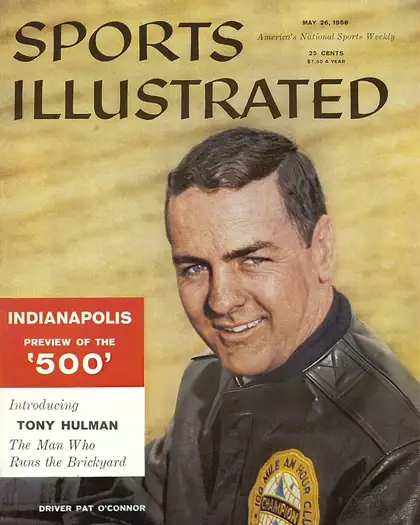 MAY 26, 1958
SPORTS
America's National Sports Weekly
25 CENTS
$7.50 A YEAR
ILLUSTRATED
INDIANAPOLIS
PREVIEW OF THE
'500'
Introducing
TONY HULMAN
The Man Who
Runs the Brickyard
DRIVER PAT O'CONNOR
MILE AN HOUR CLUB
CHAMPION